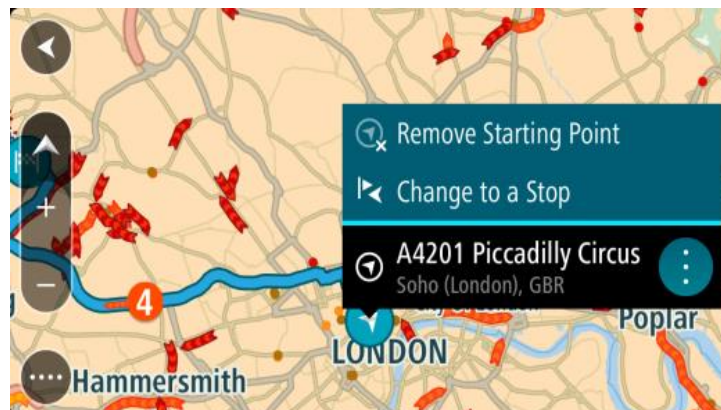 Remove Starting Point
Change to a Stop
A4201 Piccadilly Circus
Soho (London), GBR
4
Poplar
LONDON
Hammersmith